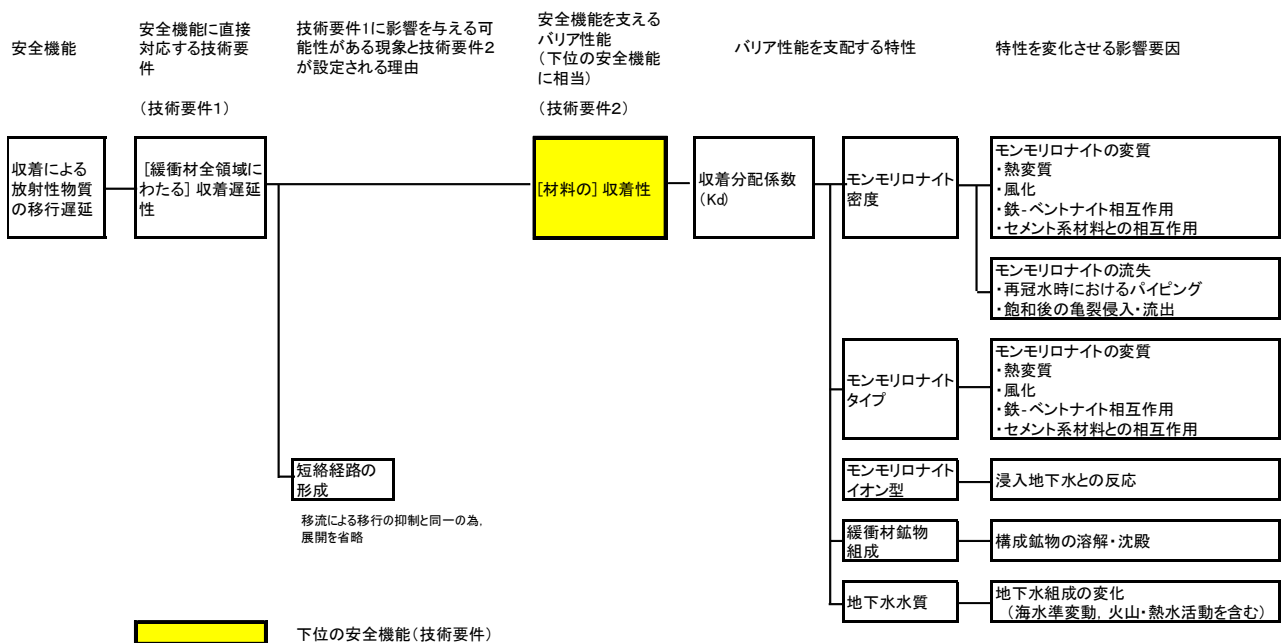 安全機能
安全機能に直接
対応する技術要
件
（技術要件1）
技術要件1に影響を与える可
能性がある現象と技術要件2
が設定される理由
安全機能を支える
バリア性能
（下位の安全機能
に相当）
（技術要件2）
バリア性能を支配する特性
特性を変化させる影響要因
収着による
放射性物質
の移行遅延
[緩衝材全領域に
わたる] 収着遅延
性
[材料の] 収着性
収着分配係数
（Kd）
モンモリロナイト
密度
モンモリロナイトの変質
・熱変質
・風化
・鉄-ベントナイト相互作用
・セメント系材料との相互作用
モンモリロナイトの流失
・再冠水時におけるパイピング
・飽和後の亀裂侵入・流出
モンモリロナイト
タイプ
モンモリロナイトの変質
・熱変質
・風化
・鉄-ベントナイト相互作用
・セメント系材料との相互作用
短絡経路の
形成
移流による移行の抑制と同一の為，
展開を省略
モンモリロナイト
イオン型
浸入地下水との反応
緩衝材鉱物
組成
構成鉱物の溶解・沈殿
地下水水質
地下水組成の変化
（海水準変動，火山・熱水活動を含む）
下位の安全機能（技術要件）